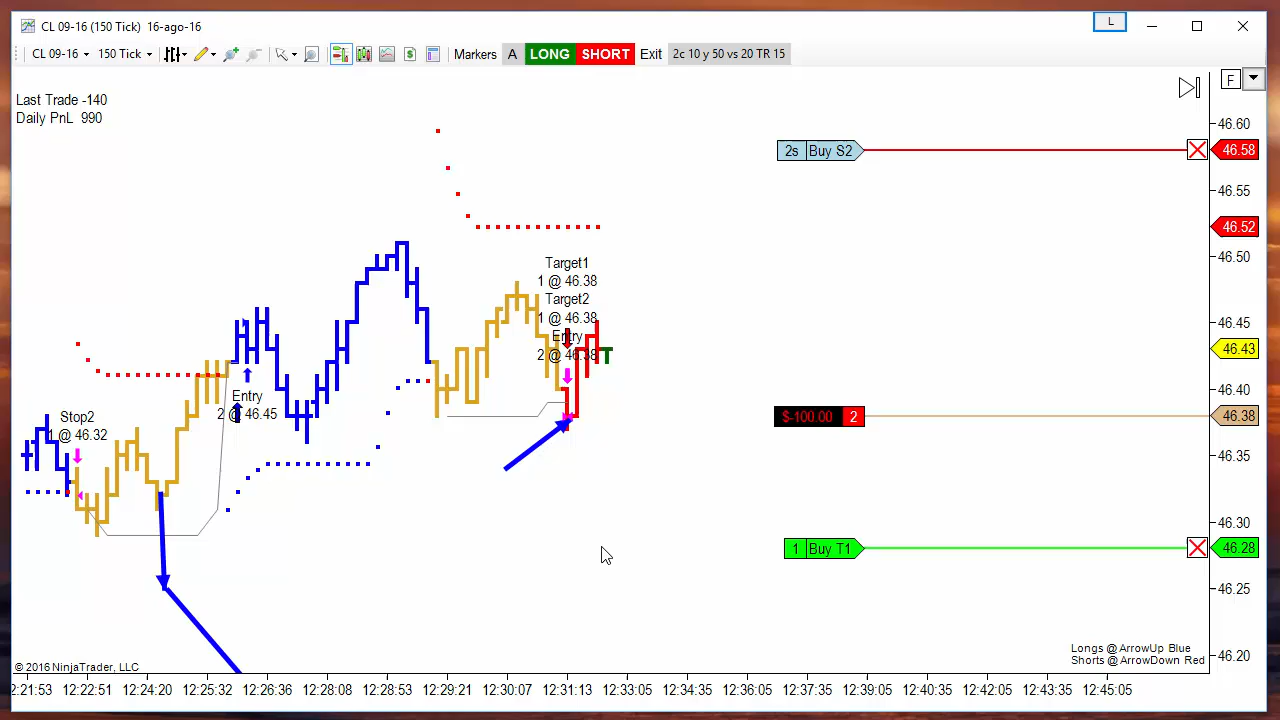 CL 09-16 (150 Tick) 16-ago-16
L
CL 09-16 150 Tick Markers A LONG SHORT Exit 2c 10 y 50 vs 20 TR 15
F
Last Trade -140
Daily PnL 990
46.60
2s Buy S2 46.58
46.55
46.52
46.50
Target1
1 @ 46.38
Target2
1 @ 46.38
46.45
Entry
2 @ 46.38
T
46.43
46.40
Entry
2 @ 46.45
Stop2
1 @ 46.32
$-100.00 2 46.38
46.35
46.30
1 Buy T1 46.28
46.25
Longs @ ArrowUp Blue
Shorts @ ArrowDown Red
46.20
© 2016 NinjaTrader, LLC
12:21:53 12:22:51 12:24:20 12:25:32 12:26:36 12:28:08 12:28:53 12:29:21 12:30:07 12:31:13 12:33:05 12:34:35 12:36:05 12:37:35 12:39:05 12:40:35 12:42:05 12:43:35 12:45:05